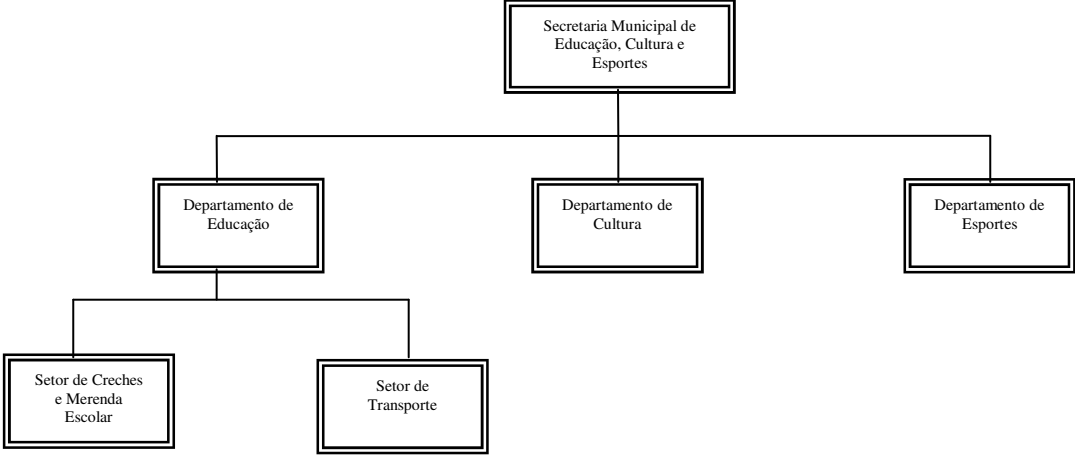 Secretaria Municipal de
Educação, Cultura e
Esportes
Departamento de
Educação
Departamento de
Cultura
Departamento de
Esportes
Setor de Creches
e Merenda
Escolar
Setor de
Transporte